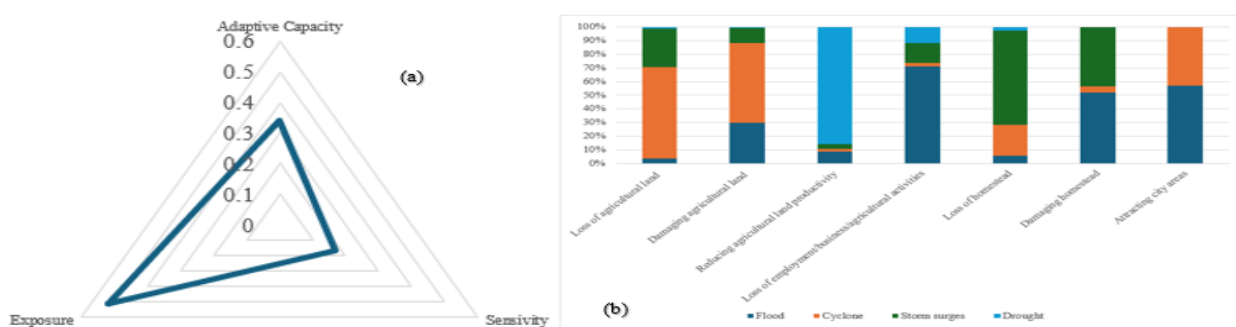 Adaptive Capacity
0.6
0.5
0.4
0.3
0.2
0.1
0
(a)
Exposure
Sensivity
100%
90%
80%
70%
60%
50%
40%
30%
20%
10%
0%
Loss of agricultural land
Damaging agricultural land
Reducing agricultural land productivity
Loss of employment/business/agricultural activities
Loss of homestead
Damaging homestead
Attracting city areas
(b)
Flood Cyclone Storm surges Drought